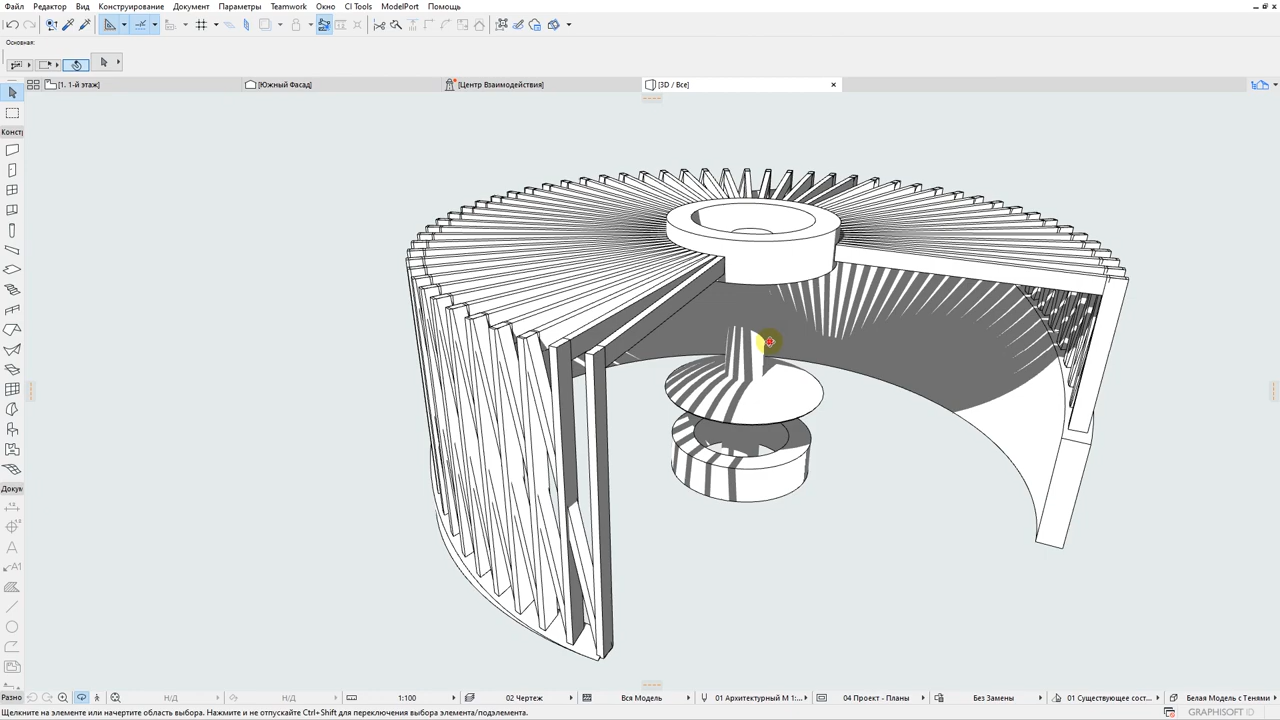 Файл Редактор Вид Конструирование Документ Параметры Teamwork Окно CI Tools ModelPort Помощь
Основная:
[1. 1-й этаж] [Южный Фасад] [Центр Взаимодействия] [3D / Все]
Констр
Докум
A
A1
Разно
Н/Д Н/Д 1:100 02 Чертеж Вся Модель 01 Архитектурный М 1:... 04 Проект - Планы Без Замены 01 Существующее сост... Белая Модель с Тенями
Щелкните на элементе или начертите область выбора. Нажмите и не отпускайте Ctrl+Shift для переключения выбора элемента/подэлемента.
GRAPHISOFT ID